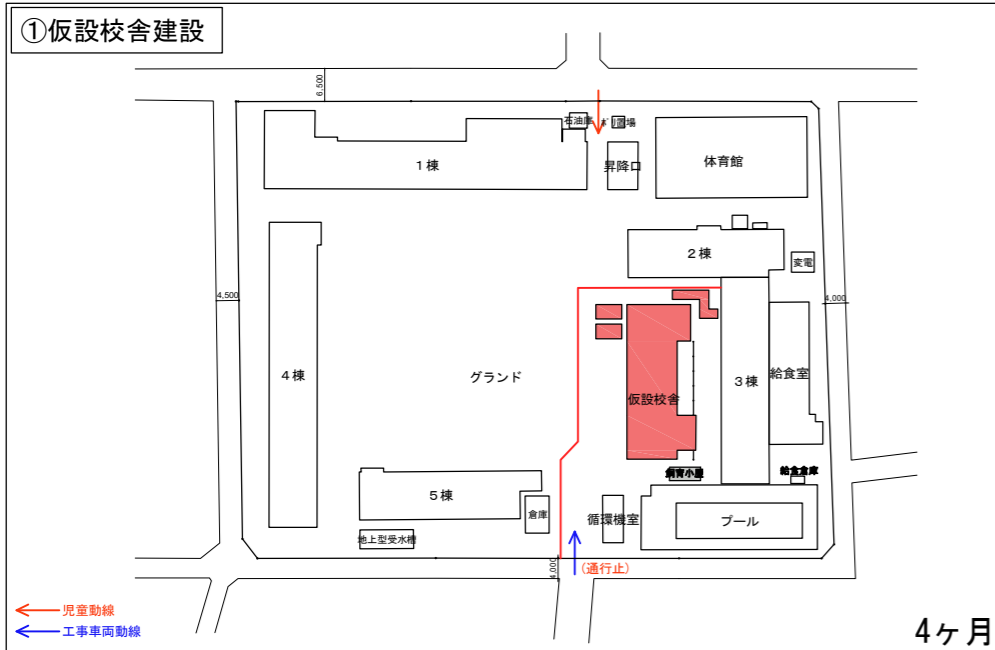 ①仮設校舎建設
6,500
石油庫
ｺﾞﾐ置場
1棟
昇降口
体育館
2棟
変電
4,500
4,000
4棟
グランド
仮設校舎
3棟
給食室
飼育小屋
給食倉庫
5棟
倉庫
循環機室
プール
地上型受水槽
4,000
(通行止)
児童動線
工事車両動線
4ヶ月